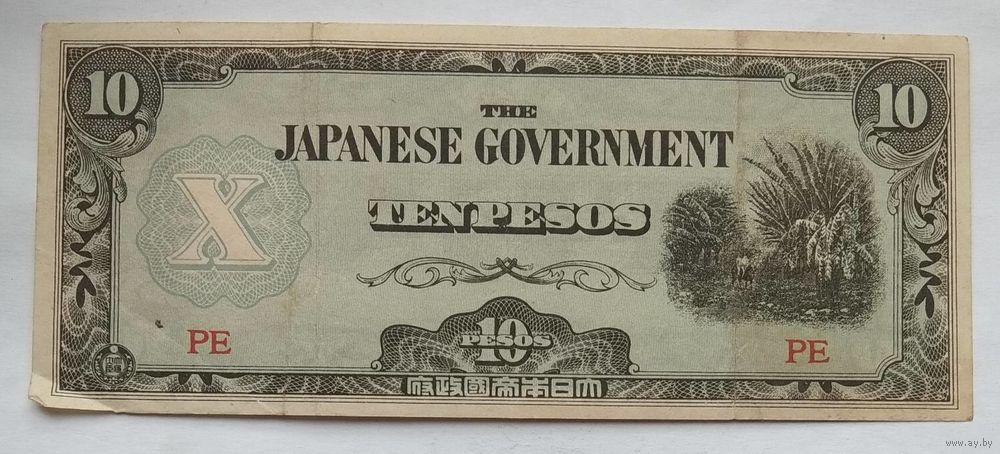 10
10
THE
JAPANESE GOVERNMENT
X
TEN PESOS
PE
10
PESOS
PE
府政國帝本日大
www.ay.by